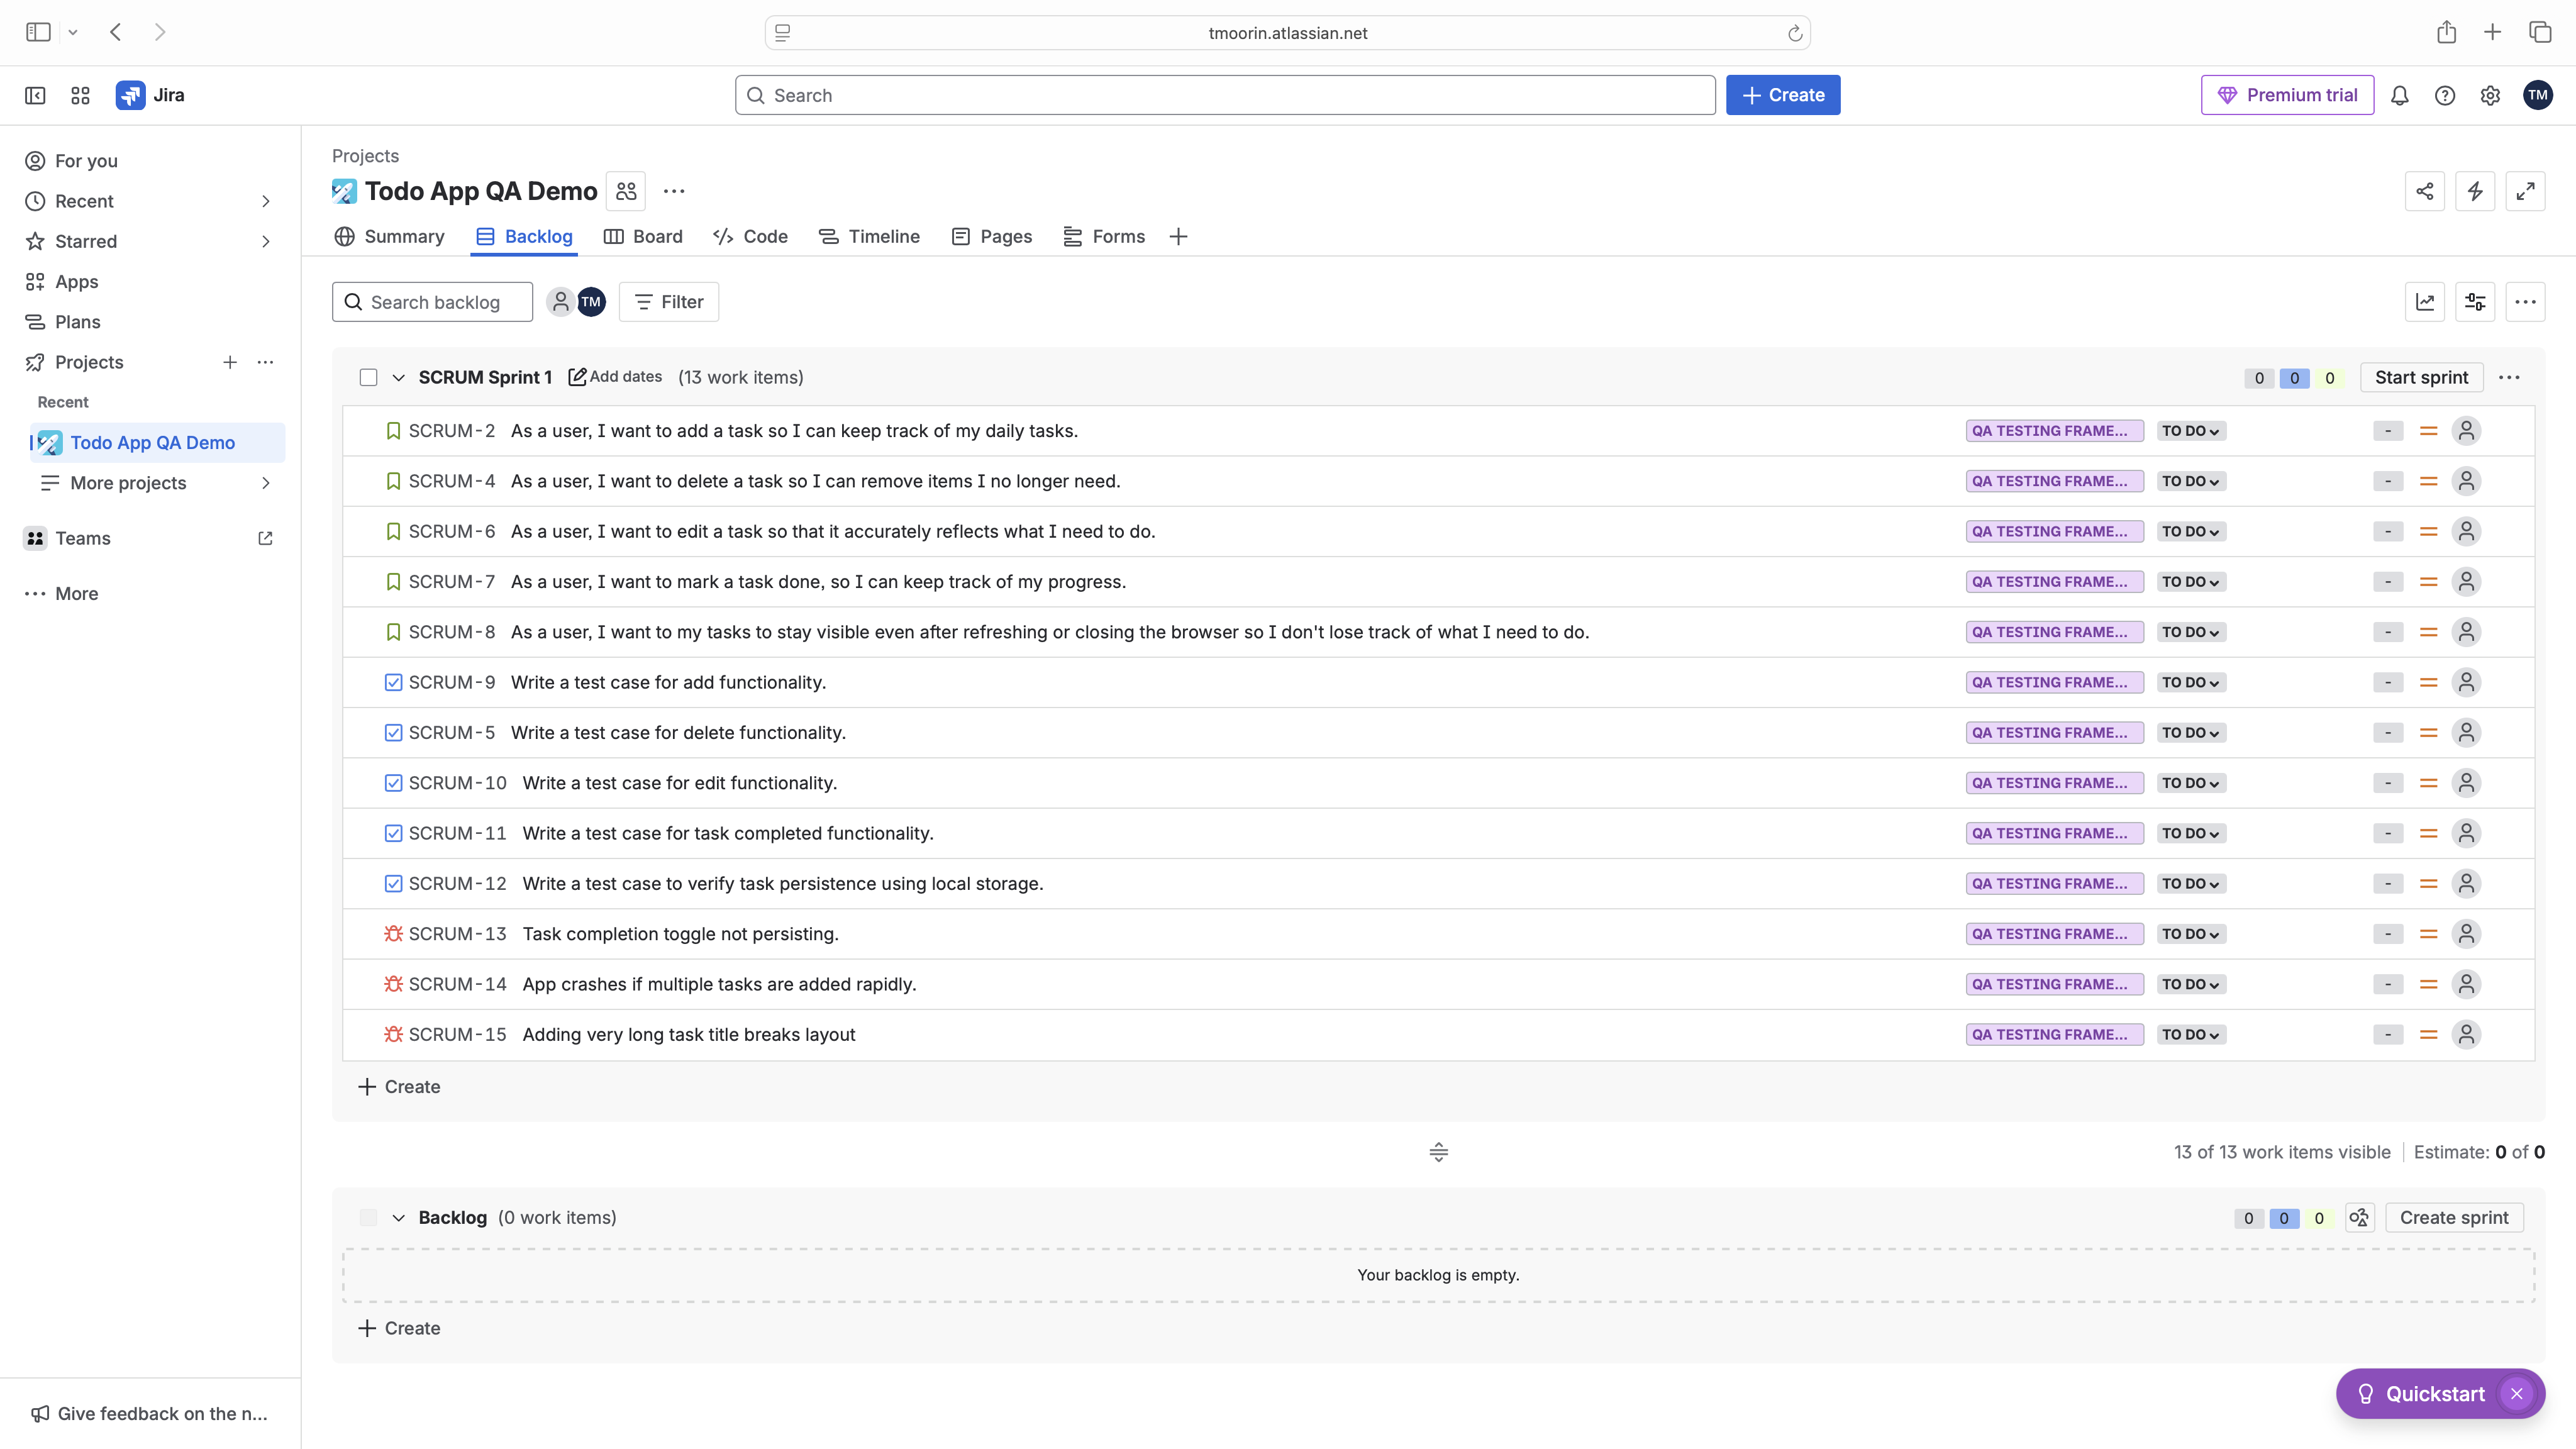 tmoorin.atlassian.net
Jira
Search
+ Create
Premium trial
TM
For you
Recent
Starred
Apps
Plans
Projects
Recent
Todo App QA Demo
More projects
Teams
More
Give feedback on the n...
Projects
Todo App QA Demo
Summary Backlog Board Code Timeline Pages Forms
Search backlog TM Filter
SCRUM Sprint 1 Add dates (13 work items) 0 0 0 Start sprint
SCRUM-2 As a user, I want to add a task so I can keep track of my daily tasks. QA TESTING FRAME... TO DO -
SCRUM-4 As a user, I want to delete a task so I can remove items I no longer need. QA TESTING FRAME... TO DO -
SCRUM-6 As a user, I want to edit a task so that it accurately reflects what I need to do. QA TESTING FRAME... TO DO -
SCRUM-7 As a user, I want to mark a task done, so I can keep track of my progress. QA TESTING FRAME... TO DO -
SCRUM-8 As a user, I want to my tasks to stay visible even after refreshing or closing the browser so I don't lose track of what I need to do. QA TESTING FRAME... TO DO -
SCRUM-9 Write a test case for add functionality. QA TESTING FRAME... TO DO -
SCRUM-5 Write a test case for delete functionality. QA TESTING FRAME... TO DO -
SCRUM-10 Write a test case for edit functionality. QA TESTING FRAME... TO DO -
SCRUM-11 Write a test case for task completed functionality. QA TESTING FRAME... TO DO -
SCRUM-12 Write a test case to verify task persistence using local storage. QA TESTING FRAME... TO DO -
SCRUM-13 Task completion toggle not persisting. QA TESTING FRAME... TO DO -
SCRUM-14 App crashes if multiple tasks are added rapidly. QA TESTING FRAME... TO DO -
SCRUM-15 Adding very long task title breaks layout QA TESTING FRAME... TO DO -
+ Create
13 of 13 work items visible Estimate: 0 of 0
Backlog (0 work items) 0 0 0 Create sprint
Your backlog is empty.
+ Create
Quickstart